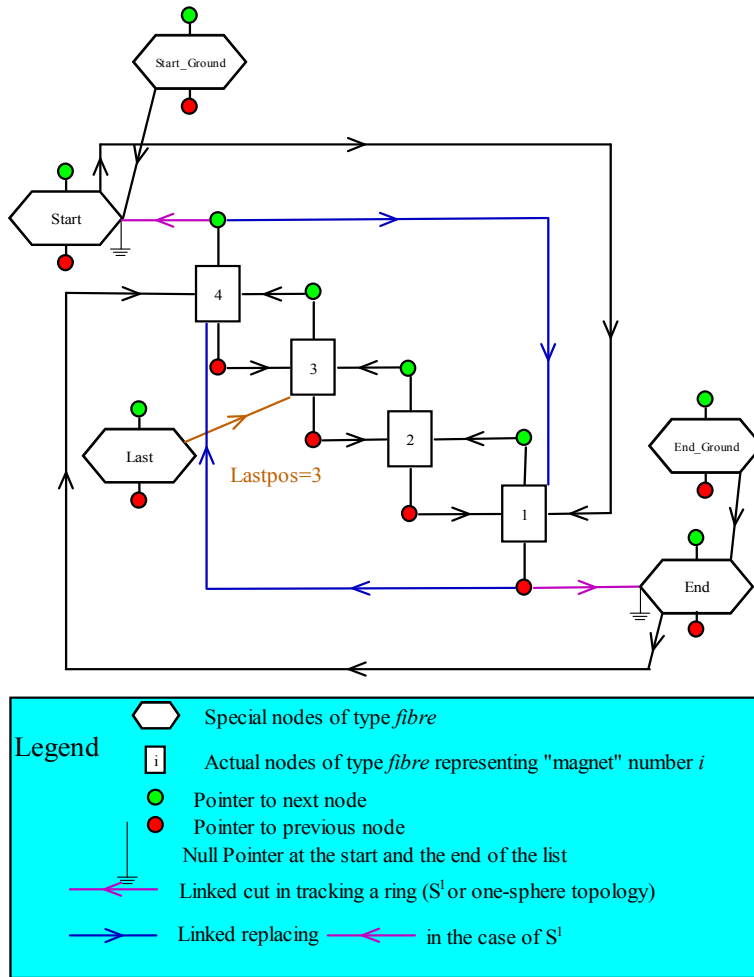 Start_Ground
Start
4
3
Last
2
End_Ground
Lastpos=3
1
End
Legend
Special nodes of type fibre
i
Actual nodes of type fibre representing "magnet" number i
Pointer to next node
Pointer to previous node
Null Pointer at the start and the end of the list
Linked cut in tracking a ring (S¹ or one-sphere topology)
Linked replacing in the case of S¹